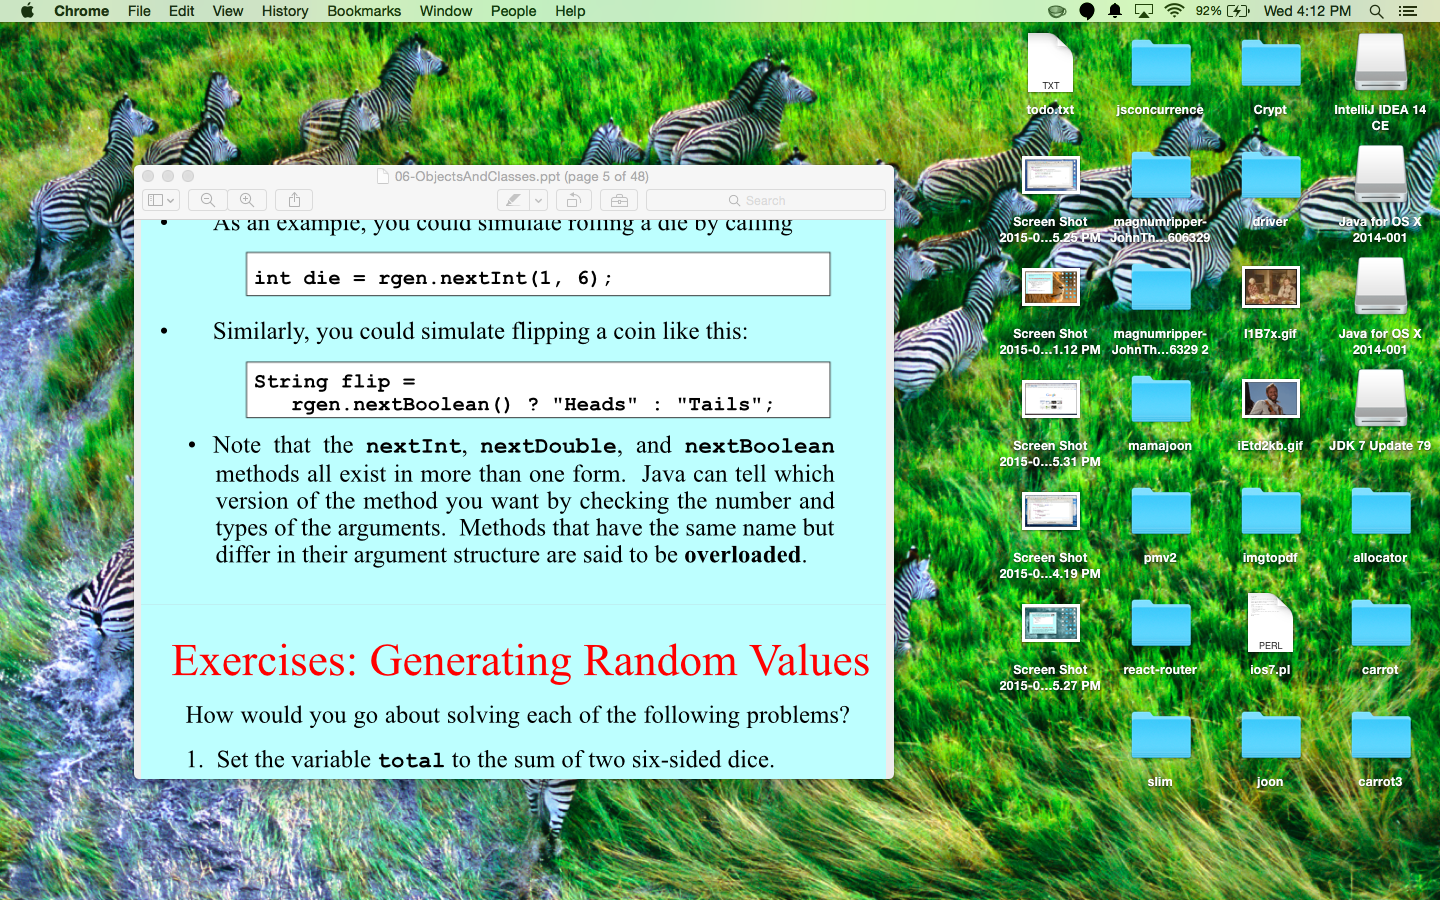 Chrome File Edit View History Bookmarks Window People Help 92% Wed 4:12 PM
06-ObjectsAndClasses.ppt (page 5 of 48)
Search
• As an example, you could simulate rolling a die by calling
int die = rgen.nextInt(1, 6);
• Similarly, you could simulate flipping a coin like this:
String flip =
rgen.nextBoolean() ? "Heads" : "Tails";
• Note that the nextInt, nextDouble, and nextBoolean
methods all exist in more than one form. Java can tell which
version of the method you want by checking the number and
types of the arguments. Methods that have the same name but
differ in their argument structure are said to be overloaded.
Exercises: Generating Random Values
How would you go about solving each of the following problems?
1. Set the variable total to the sum of two six-sided dice.
TXT
todo.txt
jsconcurrence
Crypt
IntelliJ IDEA 14
CE
Screen Shot
2015-0...5.25 PM
magnumripper-
JohnTh...606329
driver
Java for OS X
2014-001
Screen Shot
2015-0...1.12 PM
magnumripper-
JohnTh...6329 2
I1B7x.gif
Java for OS X
2014-001
Screen Shot
2015-0...5.31 PM
mamajoon
iEtd2kb.gif
JDK 7 Update 79
Screen Shot
2015-0...4.19 PM
pmv2
imgtopdf
allocator
Screen Shot
2015-0...5.27 PM
react-router
PERL
ios7.pl
carrot
slim
joon
carrot3